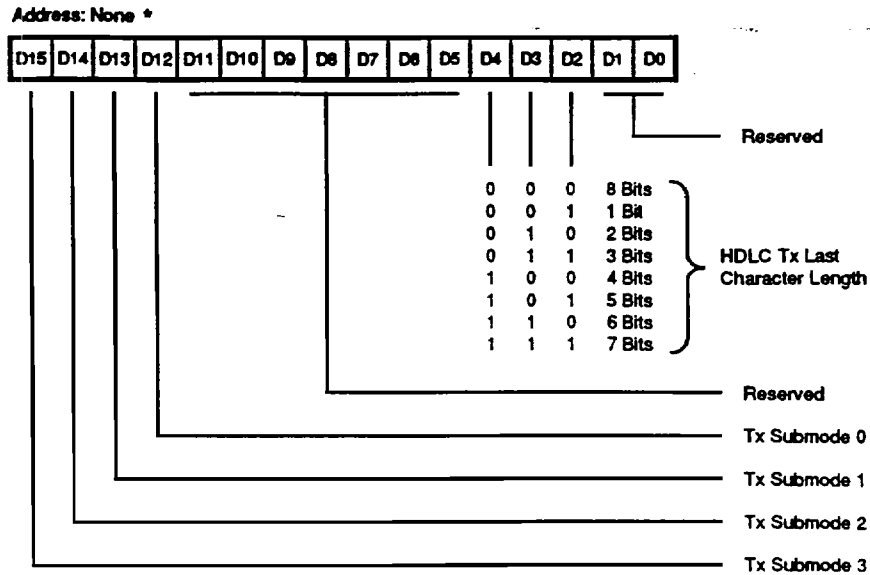 Address: None *
D15 D14 D13 D12 D11 D10 D9 D8 D7 D6 D5 D4 D3 D2 D1 D0
Reserved
0 0 0 8 Bits
0 0 1 1 Bit
0 1 0 2 Bits
0 1 1 3 Bits
1 0 0 4 Bits
1 0 1 5 Bits
1 1 0 6 Bits
1 1 1 7 Bits
HDLC Tx Last
Character Length
Reserved
Tx Submode 0
Tx Submode 1
Tx Submode 2
Tx Submode 3